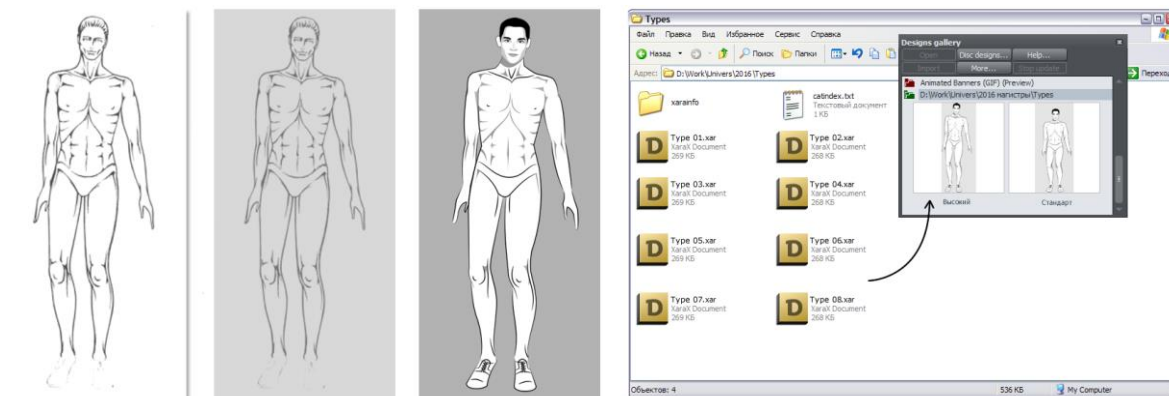 Types
Файл Правка Вид Избранное Сервис Справка
Назад Поиск Папки
Адрес: D:\Work\Univers\2016\Types
Переход
xarainfo
catindex.txt
Текстовый документ
1 КБ
Type 01.xar
XaraX Document
269 КБ
Type 02.xar
XaraX Document
268 КБ
Type 03.xar
XaraX Document
269 КБ
Type 04.xar
XaraX Document
268 КБ
Type 05.xar
XaraX Document
269 КБ
Type 06.xar
XaraX Document
268 КБ
Type 07.xar
XaraX Document
269 КБ
Type 08.xar
XaraX Document
268 КБ
Designs gallery
Open Disc designs... Help...
Import More... Stop update
Animated Banners (GIF) (Preview)
D:\Work\Univers\2016 магистры\Types
Высокий Стандарт
Объектов: 4 536 КБ My Computer